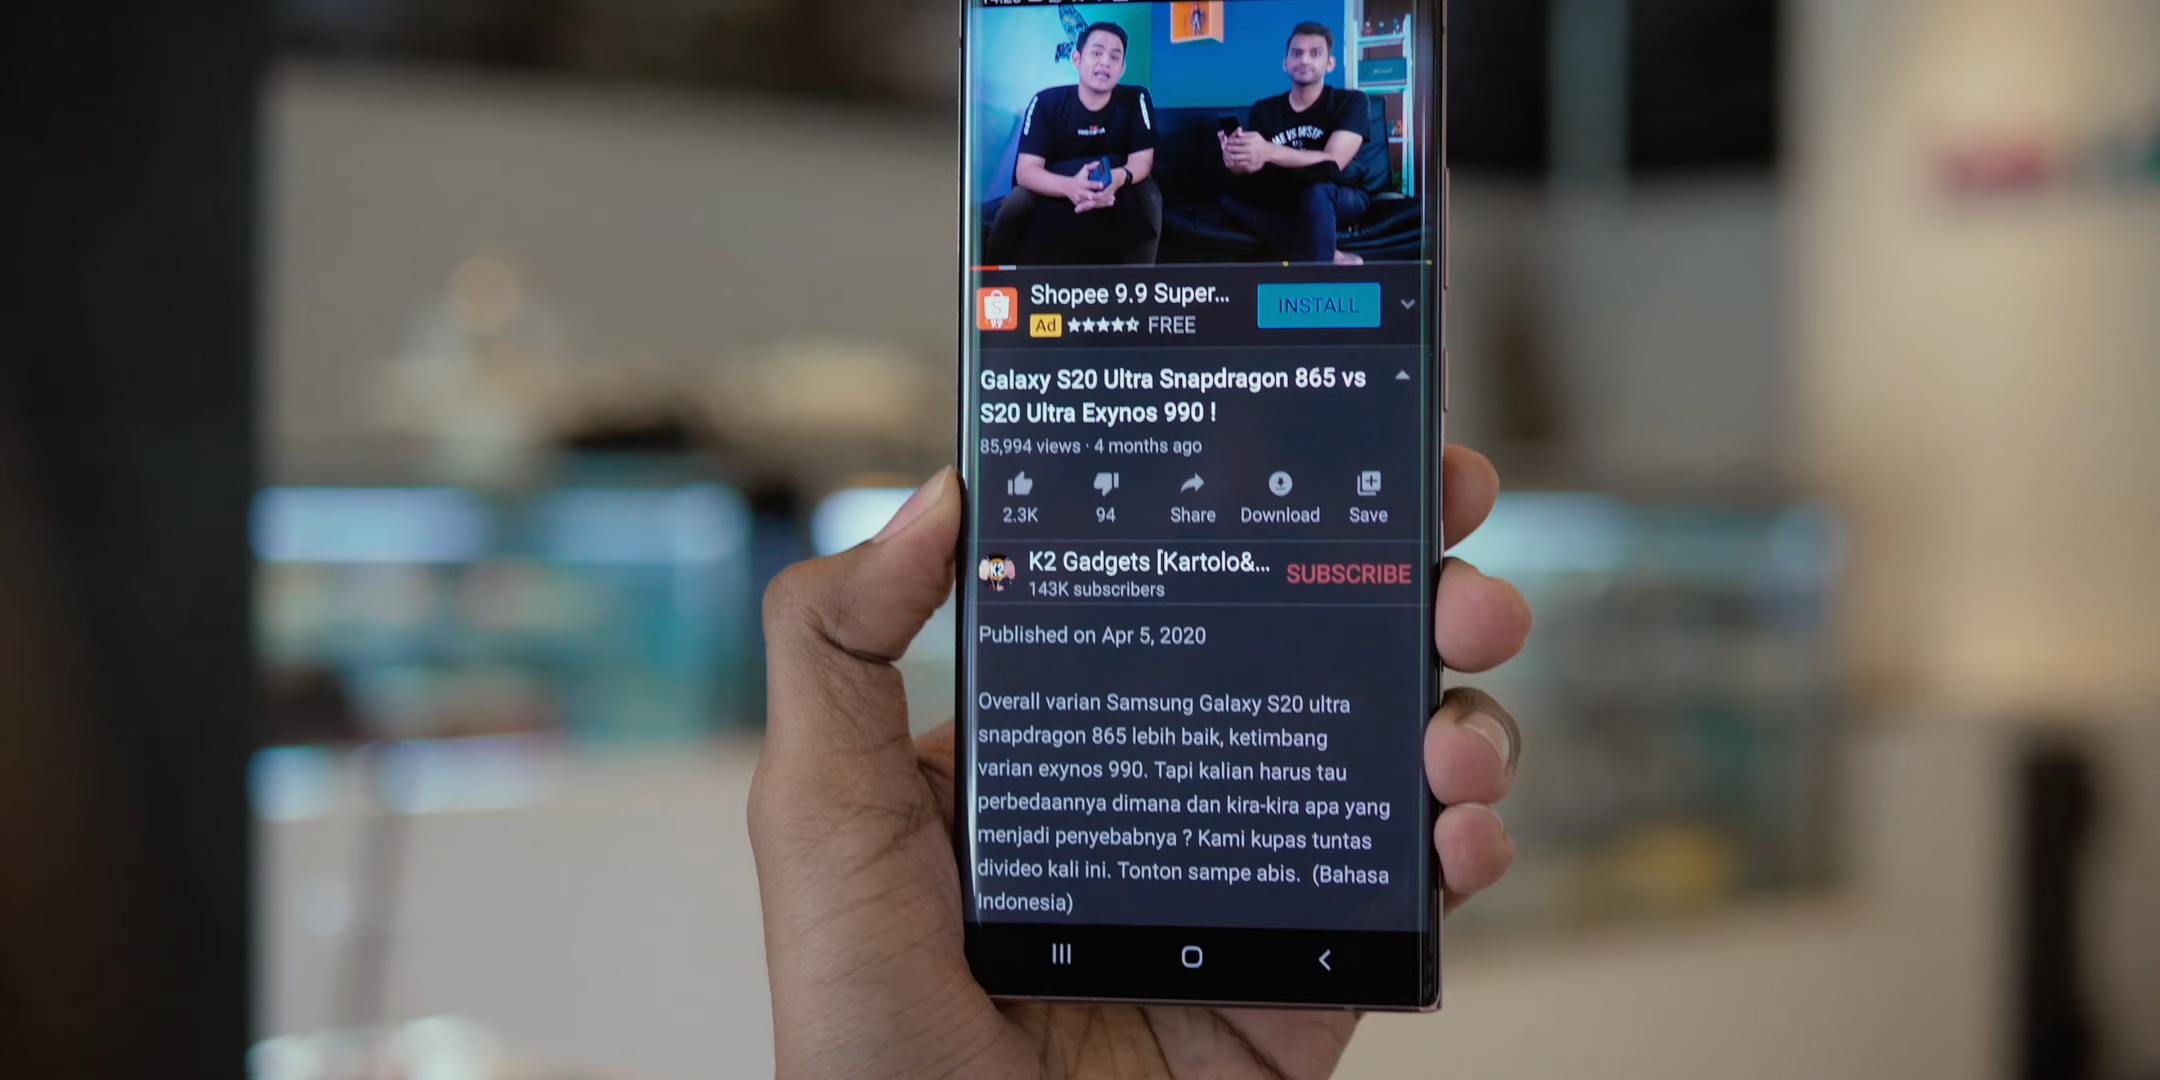 Shopee 9.9 Super...
INSTALL
Ad
FREE
Galaxy S20 Ultra Snapdragon 865 vs
S20 Ultra Exynos 990 !
85,994 views · 4 months ago
2.3K
94
Share
Download
Save
K2
K2 Gadgets [Kartolo&...
SUBSCRIBE
143K subscribers
Published on Apr 5, 2020
Overall varian Samsung Galaxy S20 ultra
snapdragon 865 lebih baik, ketimbang
varian exynos 990. Tapi kalian harus tau
perbedaannya dimana dan kira-kira apa yang
menjadi penyebabnya ? Kami kupas tuntas
divideo kali ini. Tonton sampe abis. (Bahasa
Indonesia)